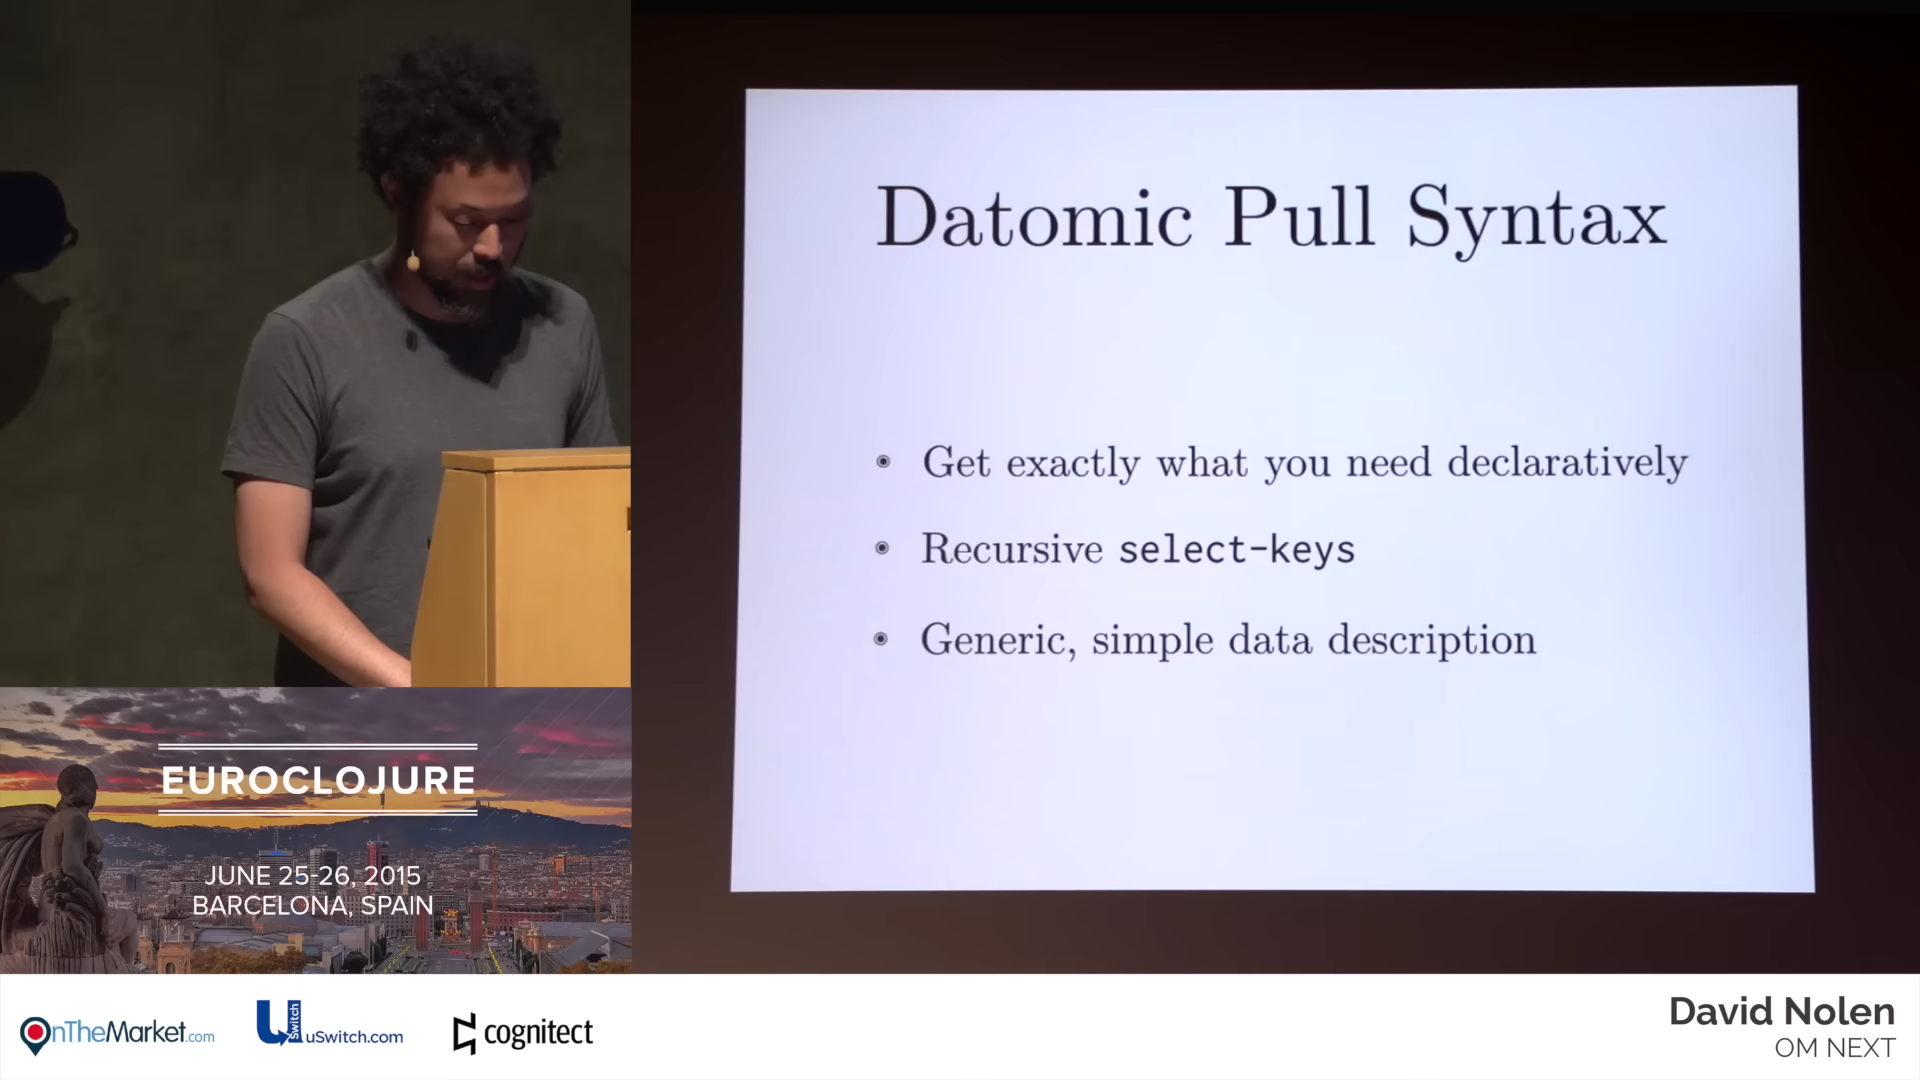 Datomic Pull Syntax
Get exactly what you need declaratively
Recursive select-keys
Generic, simple data description
EUROCLOJURE
JUNE 25-26, 2015
BARCELONA, SPAIN
OnTheMarket.com
U Switch uSwitch.com
cognitect
David Nolen
OM NEXT